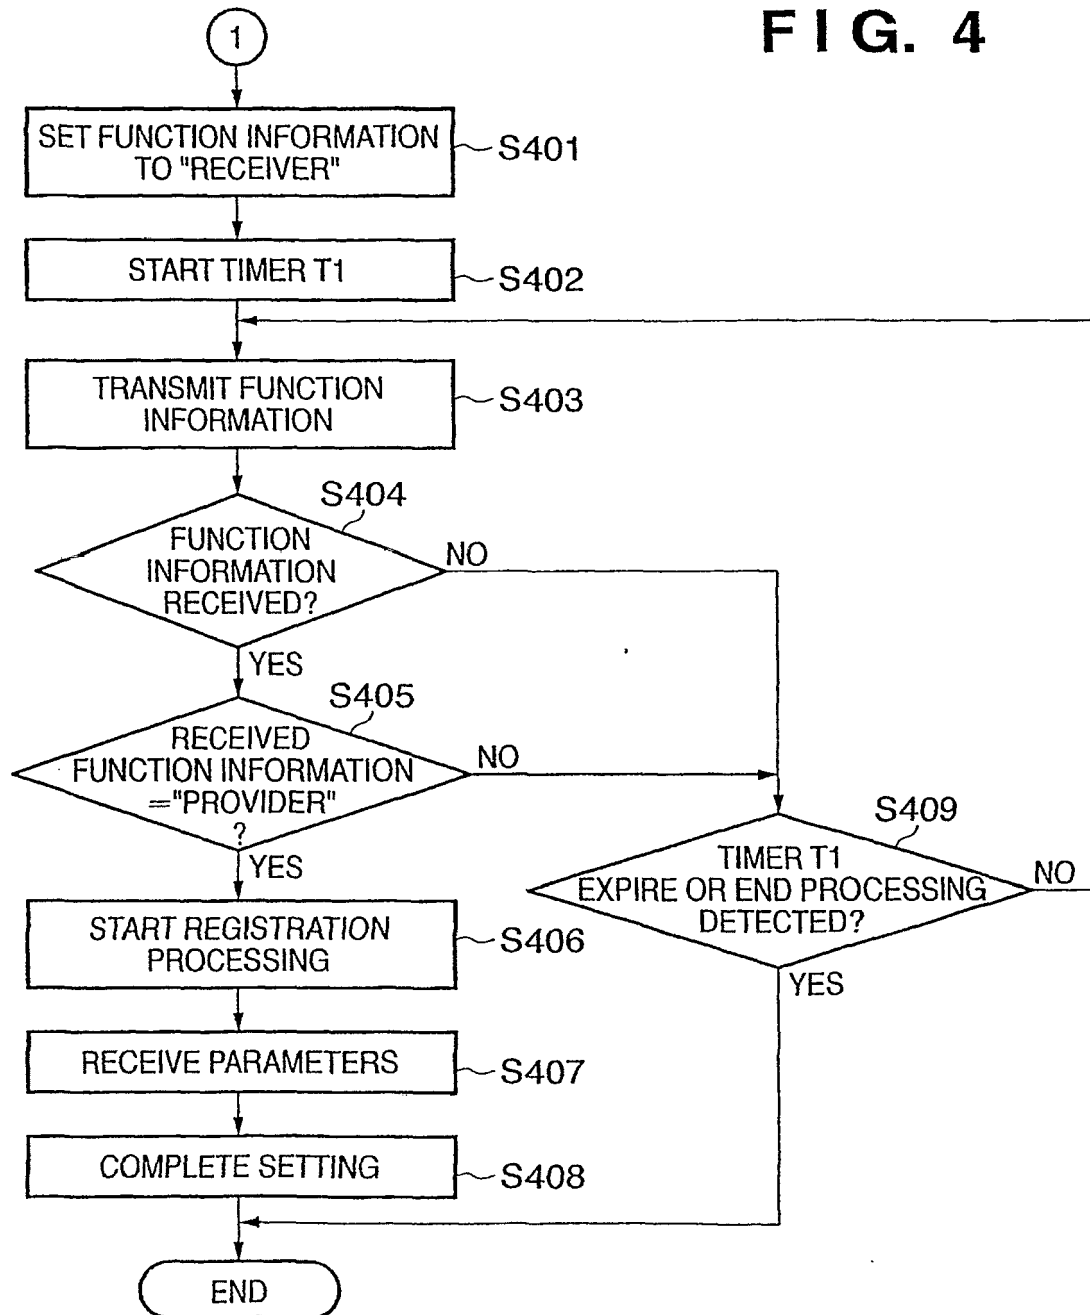 FIG. 4
1
SET FUNCTION INFORMATION
TO "RECEIVER"
S401
START TIMER T1
S402
TRANSMIT FUNCTION
INFORMATION
S403
S404
FUNCTION
INFORMATION
RECEIVED?
NO
YES
S405
RECEIVED
FUNCTION INFORMATION
="PROVIDER"
?
NO
YES
S409
TIMER T1
EXPIRE OR END PROCESSING
DETECTED?
NO
YES
START REGISTRATION
PROCESSING
S406
RECEIVE PARAMETERS
S407
COMPLETE SETTING
S408
END